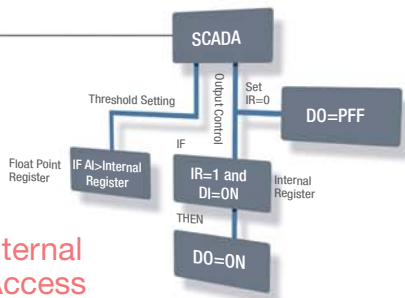 SCADA
Threshold Setting
Output Control
Set
IR=0
DO=PFF
Float Point
Register
IF AI>Internal
Register
IF
IR=1 and
DI=ON
Internal
Register
THEN
DO=ON
ternal
Access